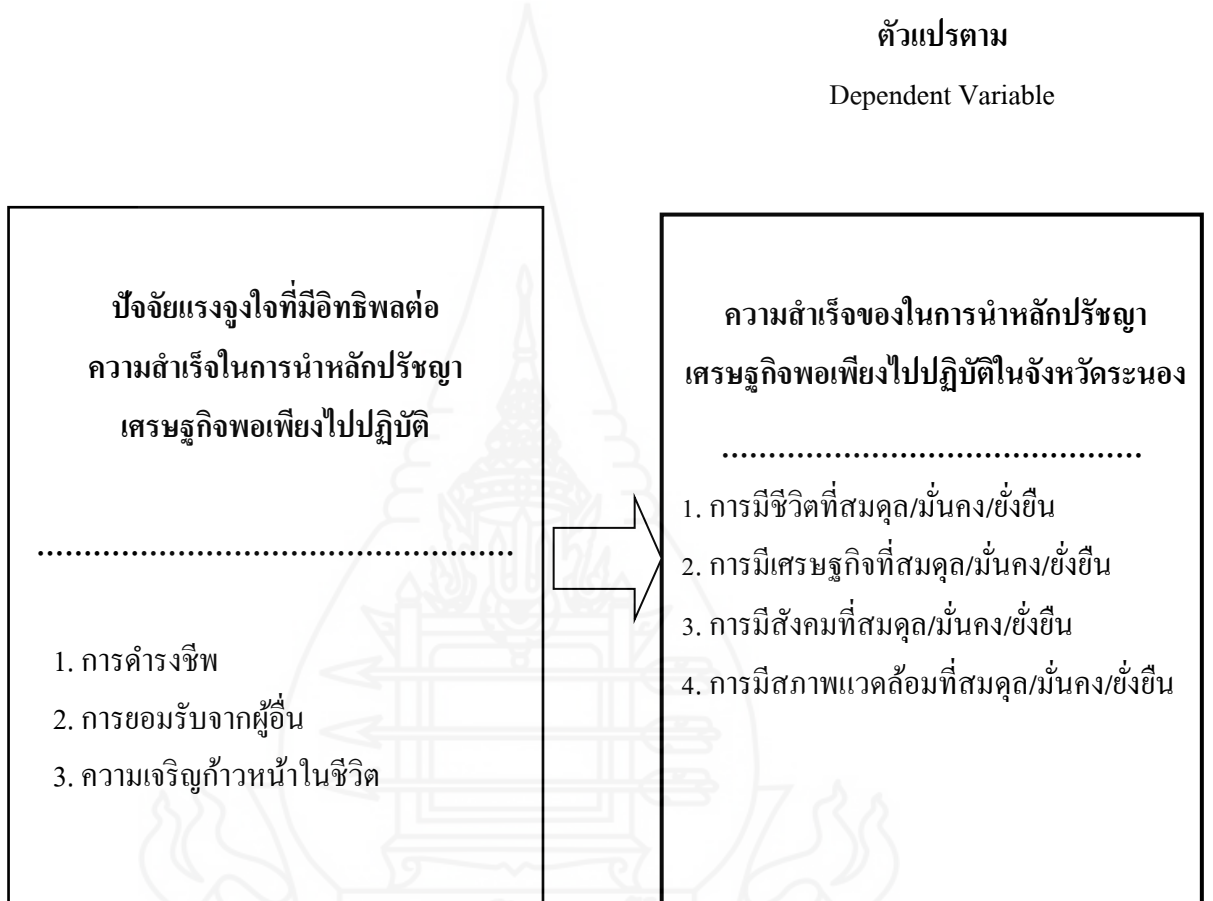 ตัวแปรตาม
Dependent Variable
ปัจจัยแรงจูงใจที่มีอิทธิพลต่อ
ความสำเร็จในการนำหลักปรัชญา
เศรษฐกิจพอเพียงไปปฏิบัติ
...................................................
1. การดำรงชีพ
2. การยอมรับจากผู้อื่น
3. ความเจริญก้าวหน้าในชีวิต
ความสำเร็จของในการนำหลักปรัชญา
เศรษฐกิจพอเพียงไปปฏิบัติในจังหวัดระนอง
.............................................
1. การมีชีวิตที่สมดุล/มั่นคง/ยั่งยืน
2. การมีเศรษฐกิจที่สมดุล/มั่นคง/ยั่งยืน
3. การมีสังคมที่สมดุล/มั่นคง/ยั่งยืน
4. การมีสภาพแวดล้อมที่สมดุล/มั่นคง/ยั่งยืน